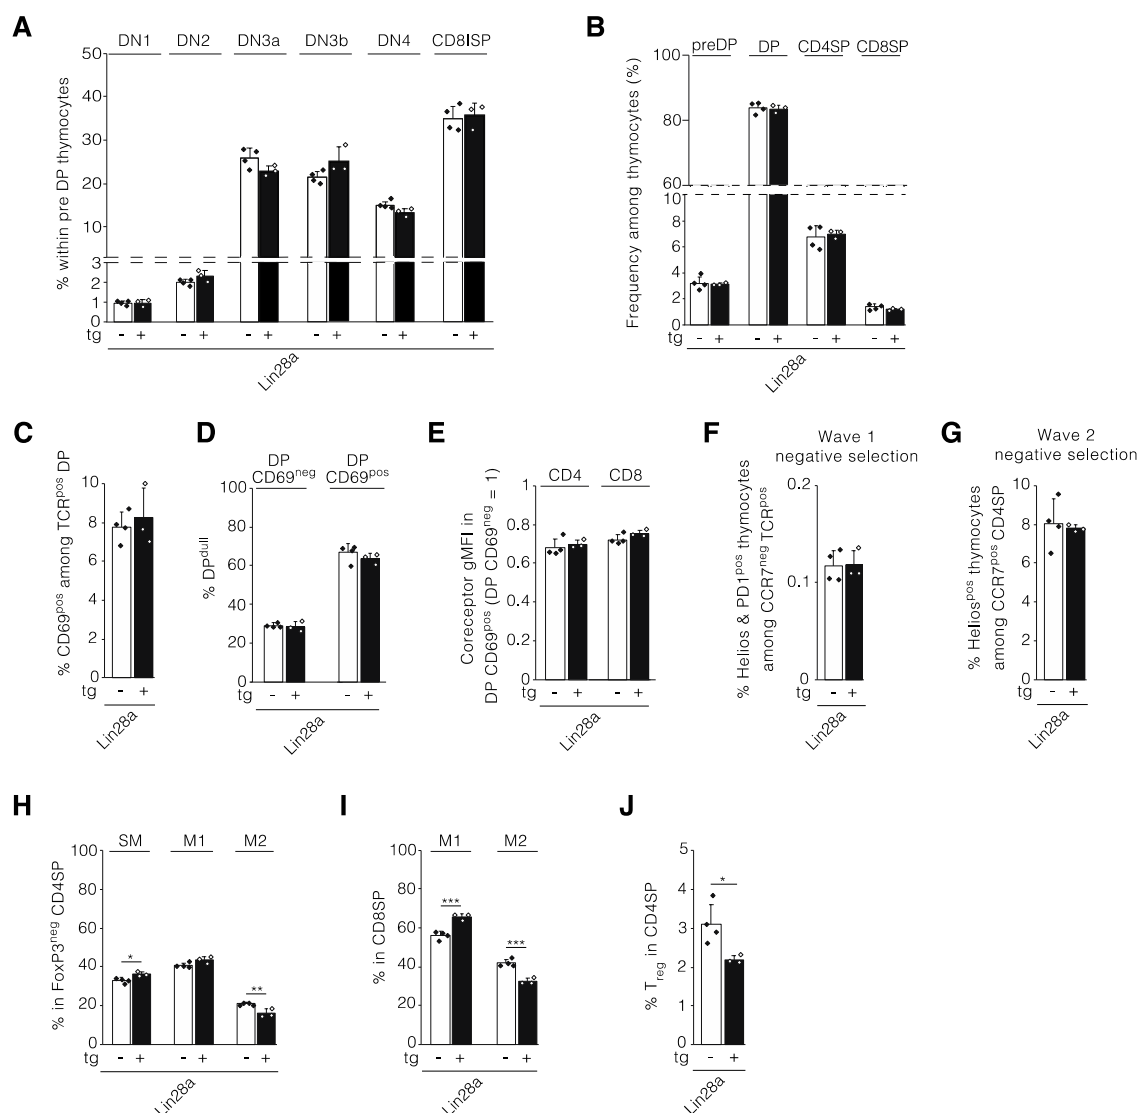 A
DN1 DN2 DN3a DN3b DN4 CD8ISP
% within pre DP thymocytes
50
40
30
20
10
3
2
1
0
tg - + - + - + - + - + - +
Lin28a
B
preDP DP CD4SP CD8SP
Frequency among thymocytes (%)
100
80
60
10
8
6
4
2
0
tg - + - + - + - +
Lin28a
C
% CD69pos among TCRpos DP
10
8
6
4
2
0
tg - +
Lin28a
D
DP CD69neg
DP CD69pos
% DPdull
100
80
60
40
20
0
tg - + - +
Lin28a
E
CD4 CD8
Coreceptor gMFI in
DP CD69pos (DP CD69neg = 1)
1
0.8
0.6
0.4
0.2
0
tg - + - +
Lin28a
F
Wave 1
negative selection
% Helios & PD1pos thymocytes
among CCR7neg TCRpos
0.2
0.1
0
tg - +
Lin28a
G
Wave 2
negative selection
% Heliospos thymocytes
among CCR7pos CD4SP
10
8
6
4
2
0
tg - +
Lin28a
H
SM M1 M2
% in FoxP3neg CD4SP
100
80
60
40
20
0
* **
tg - + - + - +
Lin28a
I
M1 M2
% in CD8SP
100
80
60
40
20
0
*** ***
tg - + - +
Lin28a
J
% Treg in CD4SP
5
4
3
2
1
0
*
tg - +
Lin28a